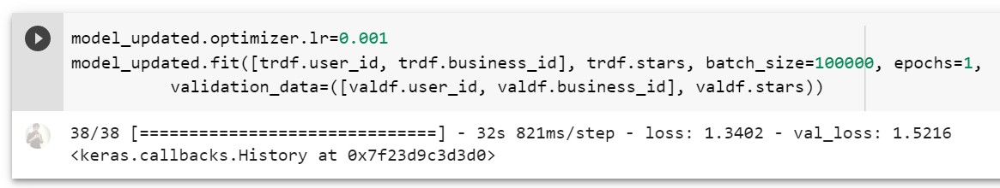 model_updated.optimizer.lr=0.001
model_updated.fit([trdf.user_id, trdf.business_id], trdf.stars, batch_size=100000, epochs=1,
validation_data=([valdf.user_id, valdf.business_id], valdf.stars))
38/38 [==============================] - 32s 821ms/step - loss: 1.3402 - val_loss: 1.5216
<keras.callbacks.History at 0x7f23d9c3d3d0>